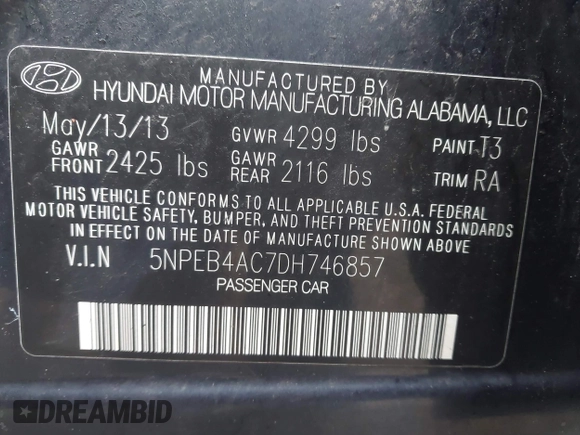 MANUFACTURED BY
HYUNDAI MOTOR MANUFACTURING ALABAMA, LLC
May/13/13 GVWR 4299 lbs PAINT T3
GAWR FRONT 2425 lbs GAWR REAR 2116 lbs TRIM RA
THIS VEHICLE CONFORMS TO ALL APPLICABLE U.S.A. FEDERAL
MOTOR VEHICLE SAFETY, BUMPER, AND THEFT PREVENTION STANDARDS
IN EFFECT ON THE DATE OF MANUFACTURE SHOWN ABOVE
V.I.N 5NPEB4AC7DH746857
PASSENGER CAR
DREAMBID